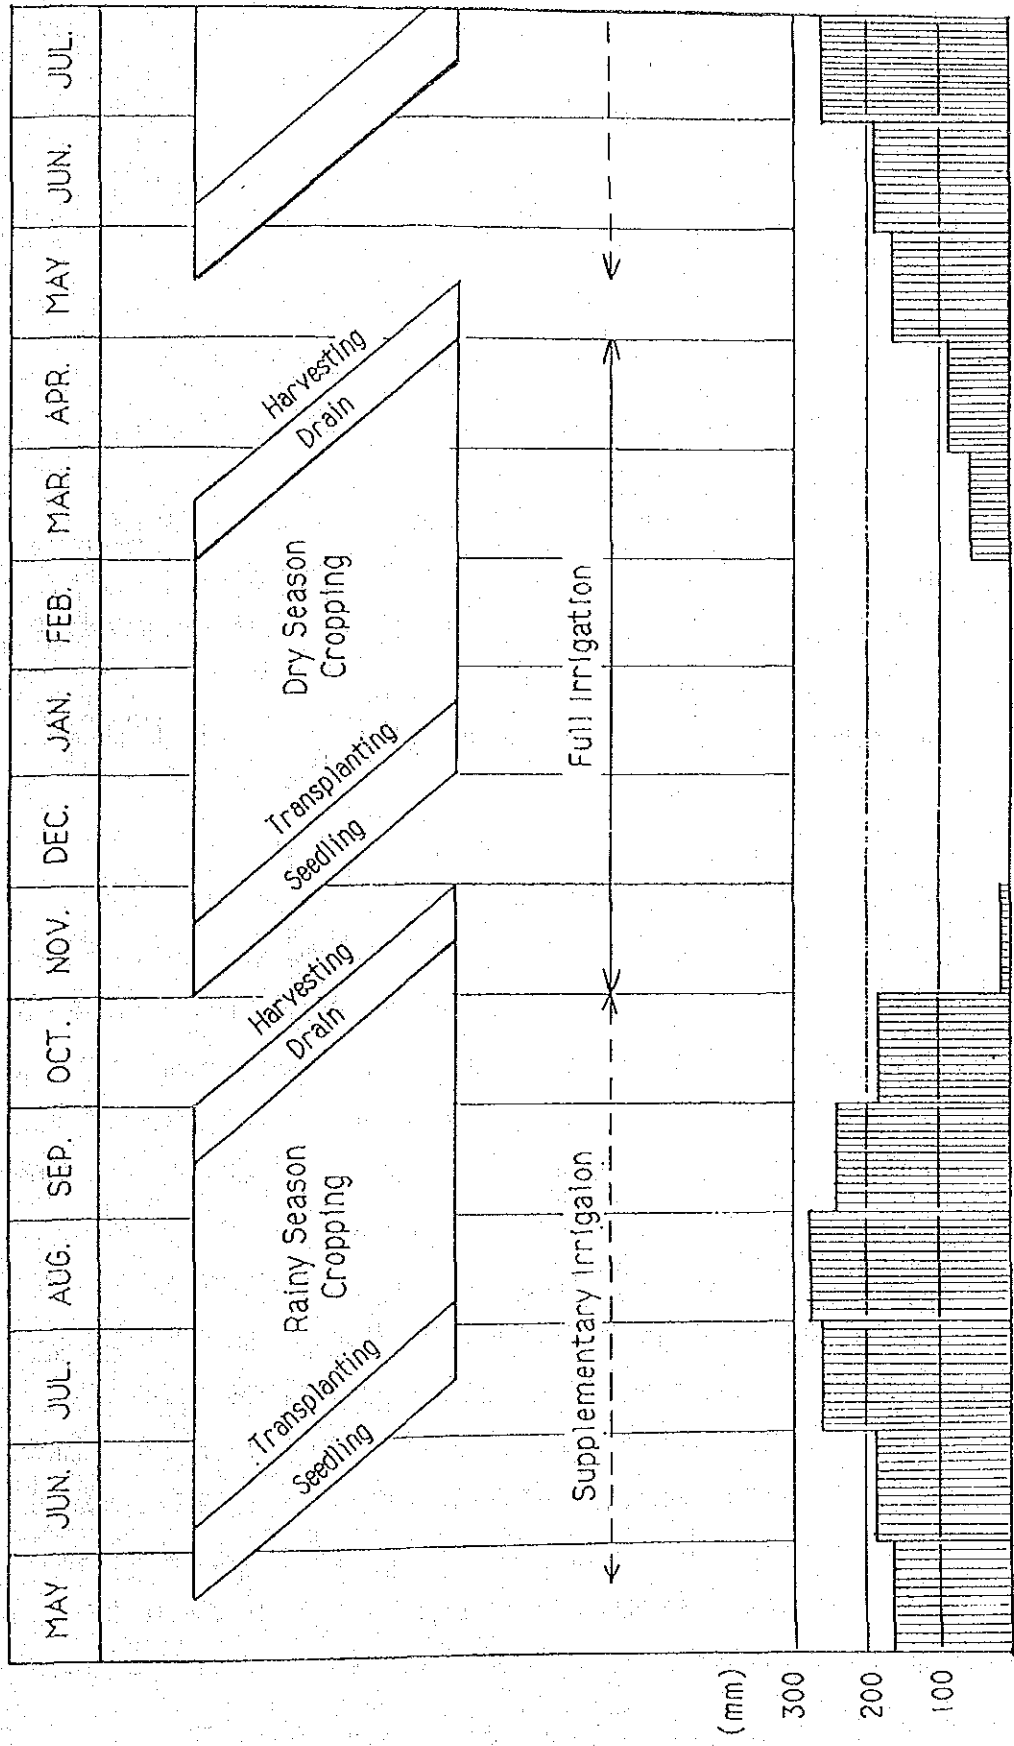 MAY JUN. JUL. AUG. SEP. OCT. NOV. DEC. JAN. FEB. MAR. APR. MAY JUN. JUL.
Seedling
Transplanting
Rainy Season
Cropping
Drain
Harvesting
Seedling
Transplanting
Dry Season
Cropping
Drain
Harvesting
Supplementary Irrigaion
Full Irrigation
(mm)
300
200
100